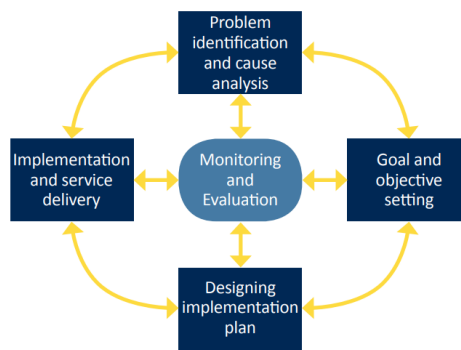 Problem
identification
and cause
analysis
Implementation
and service
delivery
Monitoring
and
Evaluation
Goal and
objective
setting
Designing
implementation
plan